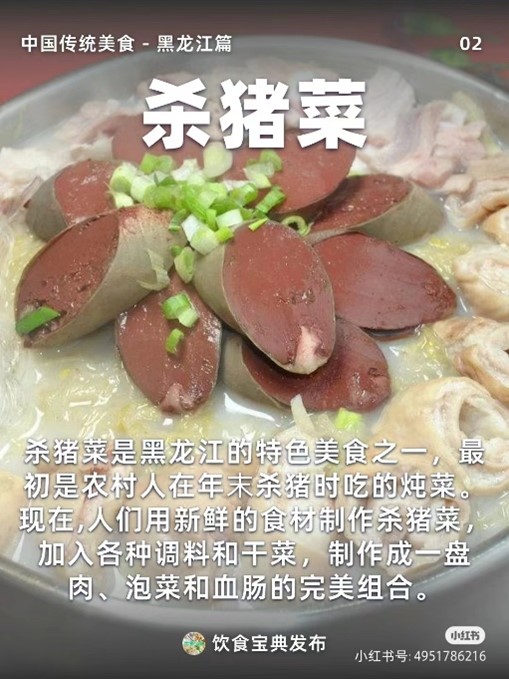 中国传统美食 - 黑龙江篇
02
杀猪菜
杀猪菜是黑龙江的特色美食之一，最
初是农村人在年末杀猪时吃的炖菜。
现在,人们用新鲜的食材制作杀猪菜，
加入各种调料和干菜，制作成一盘
肉、泡菜和血肠的完美组合。
饮食宝典发布
小红书
小红书号: 4951786216